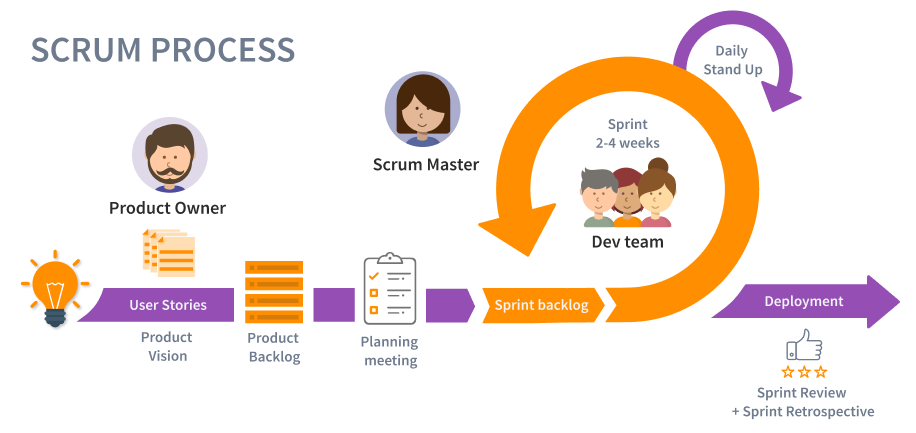 SCRUM PROCESS
Daily
Stand Up
Sprint
2-4 weeks
Scrum Master
Product Owner
Dev team
User Stories
Sprint backlog
Deployment
Product
Vision
Product
Backlog
Planning
meeting
Sprint Review
+ Sprint Retrospective